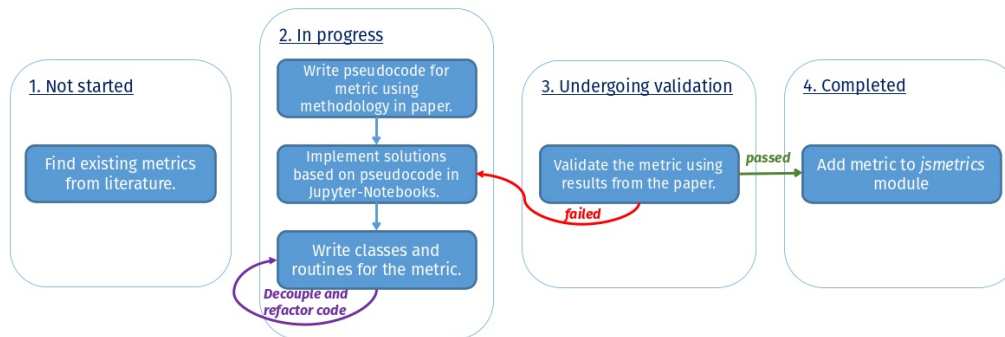 1. Not started
Find existing metrics
from literature.
2. In progress
Write pseudocode for
metric using
methodology in paper.
Implement solutions
based on pseudocode in
Jupyter-Notebooks.
Write classes and
routines for the metric.
Decouple and
refactor code
3. Undergoing validation
Validate the metric using
results from the paper.
failed
passed
4. Completed
Add metric to jsmetrics
module